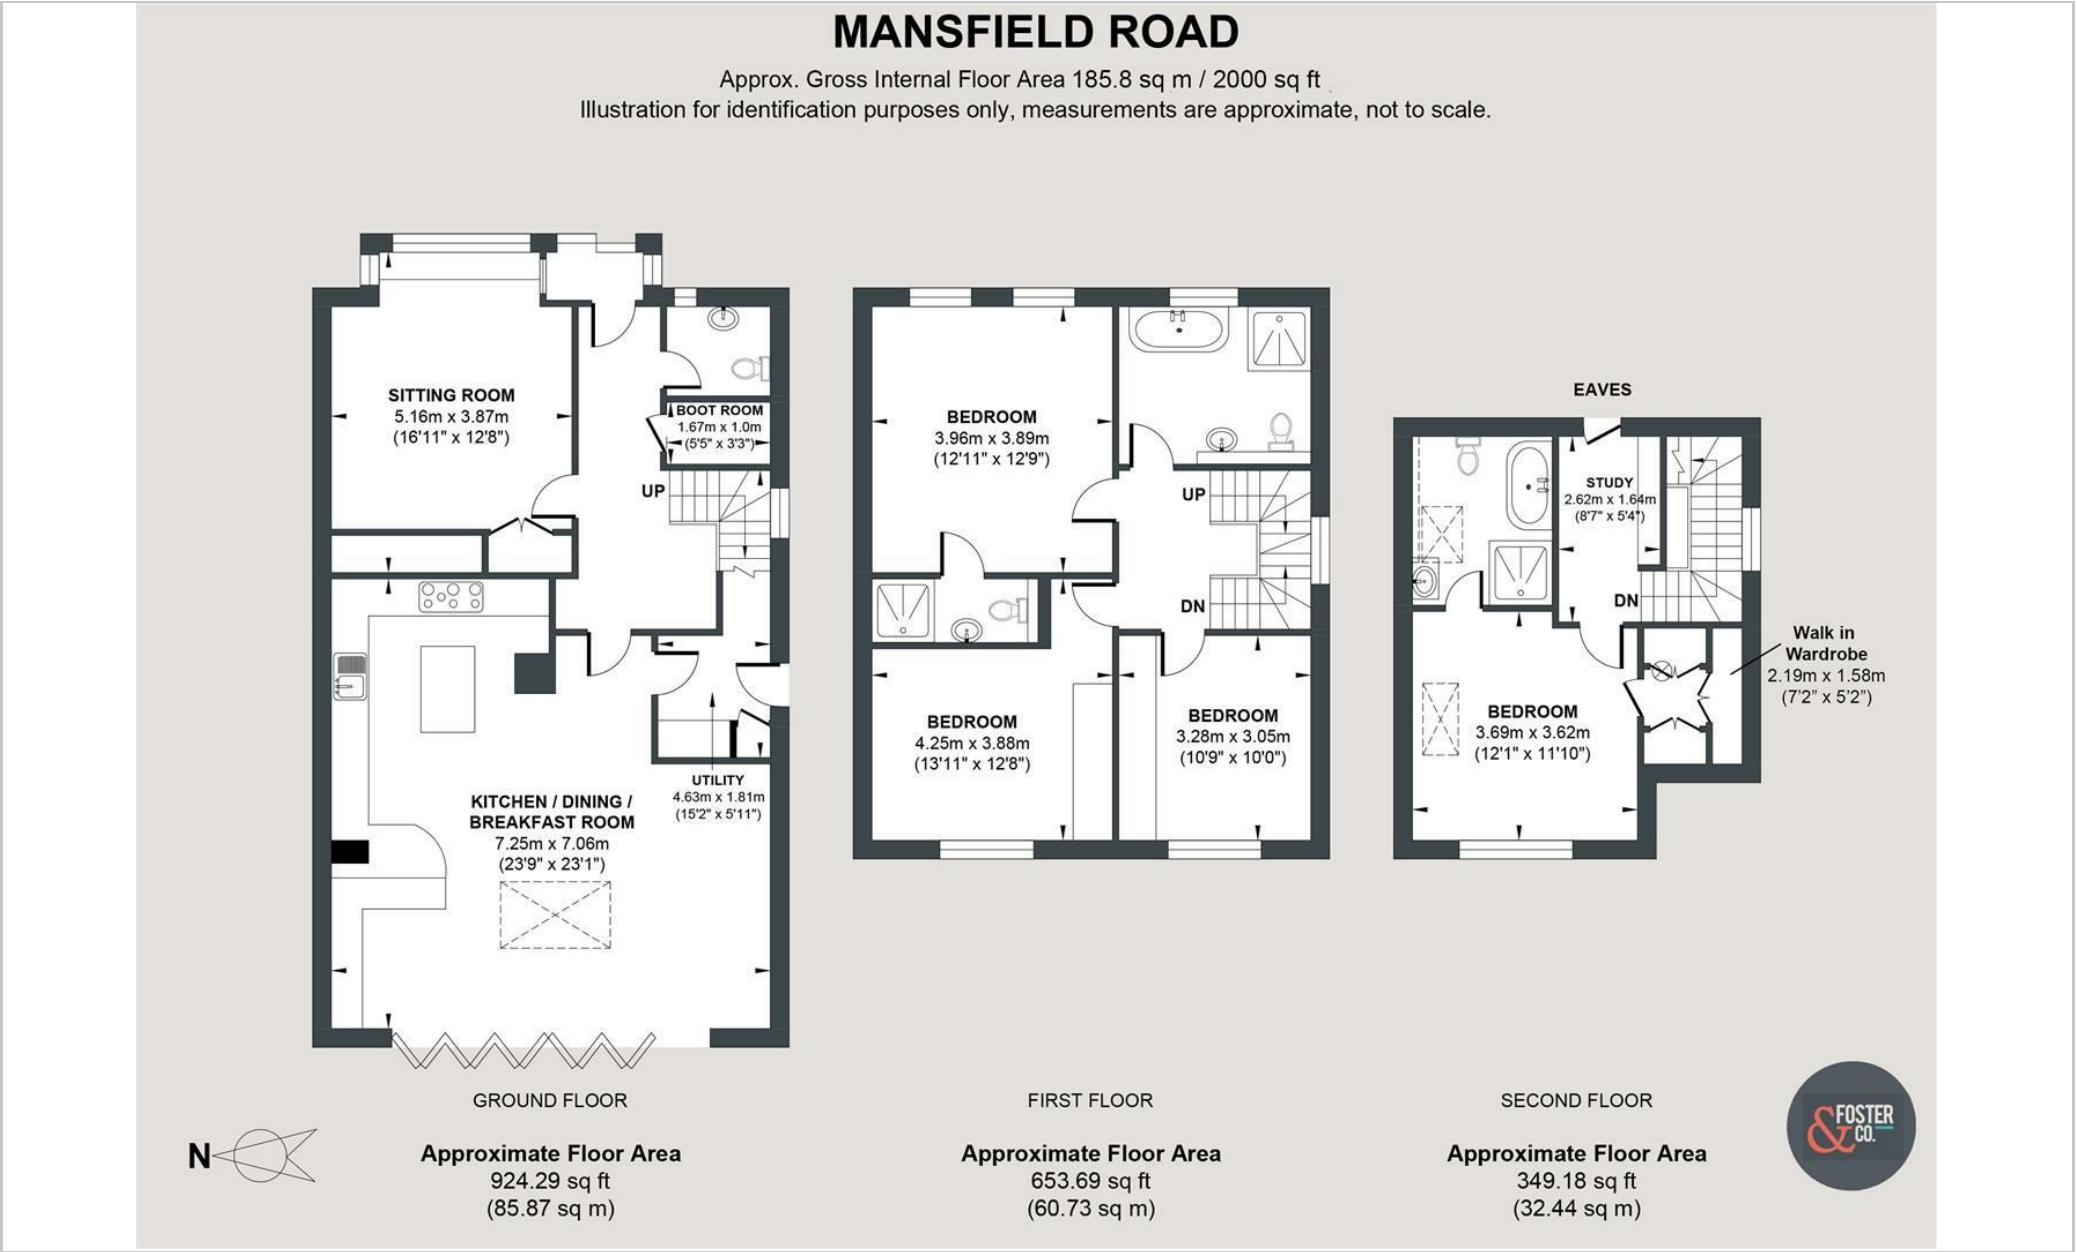 MANSFIELD ROAD
Approx. Gross Internal Floor Area 185.8 sq m / 2000 sq ft
Illustration for identification purposes only, measurements are approximate, not to scale.
SITTING ROOM
5.16m x 3.87m
(16'11" x 12'8")
BOOT ROOM
1.67m x 1.0m
(5'5" x 3'3")
UP
KITCHEN / DINING /
BREAKFAST ROOM
7.25m x 7.06m
(23'9" x 23'1")
UTILITY
4.63m x 1.81m
(15'2" x 5'11")
BEDROOM
3.96m x 3.89m
(12'11" x 12'9")
UP
DN
BEDROOM
4.25m x 3.88m
(13'11" x 12'8")
BEDROOM
3.28m x 3.05m
(10'9" x 10'0")
EAVES
STUDY
2.62m x 1.64m
(8'7" x 5'4")
DN
Walk in
Wardrobe
2.19m x 1.58m
(7'2" x 5'2")
BEDROOM
3.69m x 3.62m
(12'1" x 11'10")
GROUND FLOOR
Approximate Floor Area
924.29 sq ft
(85.87 sq m)
FIRST FLOOR
Approximate Floor Area
653.69 sq ft
(60.73 sq m)
SECOND FLOOR
Approximate Floor Area
349.18 sq ft
(32.44 sq m)
N
&FOSTER
CO.